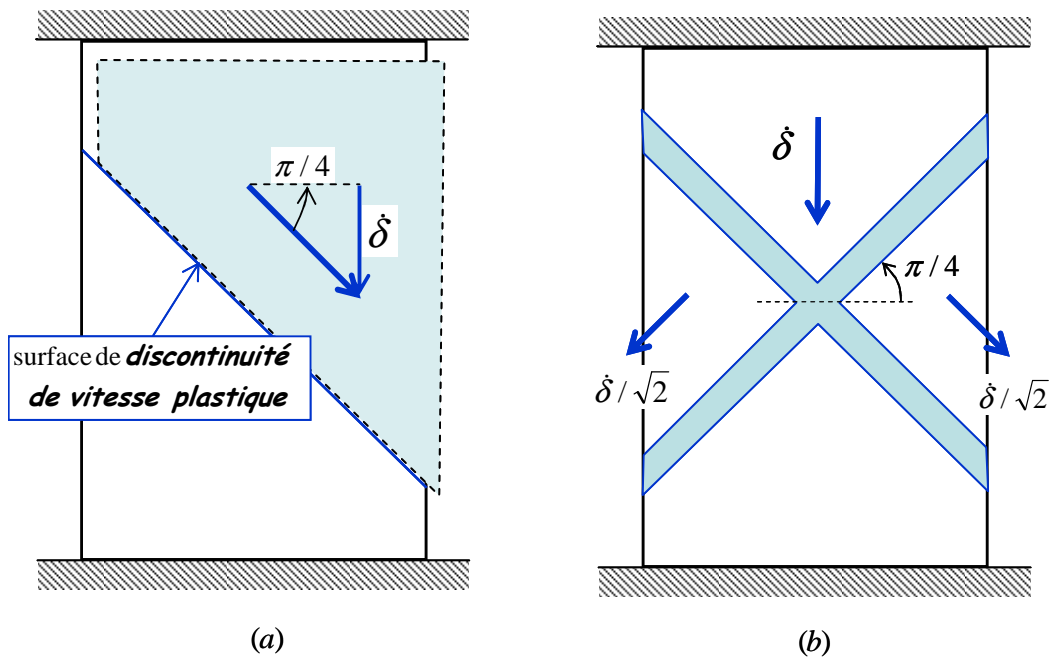 π / 4
δ̇
surface de discontinuité
de vitesse plastique
(a)
δ̇
π / 4
δ̇ / √2
δ̇ / √2
(b)